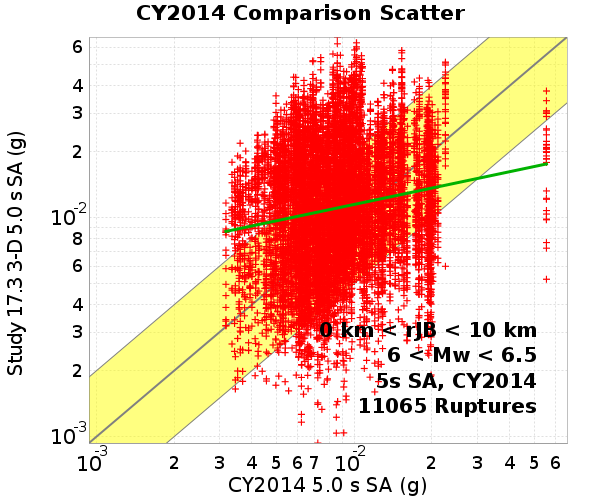 CY2014 Comparison Scatter
Study 17.3 3-D 5.0 s SA (g)
6
4
3
2
10-2
8
6
4
3
2
10-3
0 km < rJB < 10 km
6 < Mw < 6.5
5s SA, CY2014
11065 Ruptures
10-3 2 3 4 5 6 7 10-2 2 3 4 5 6
CY2014 5.0 s SA (g)